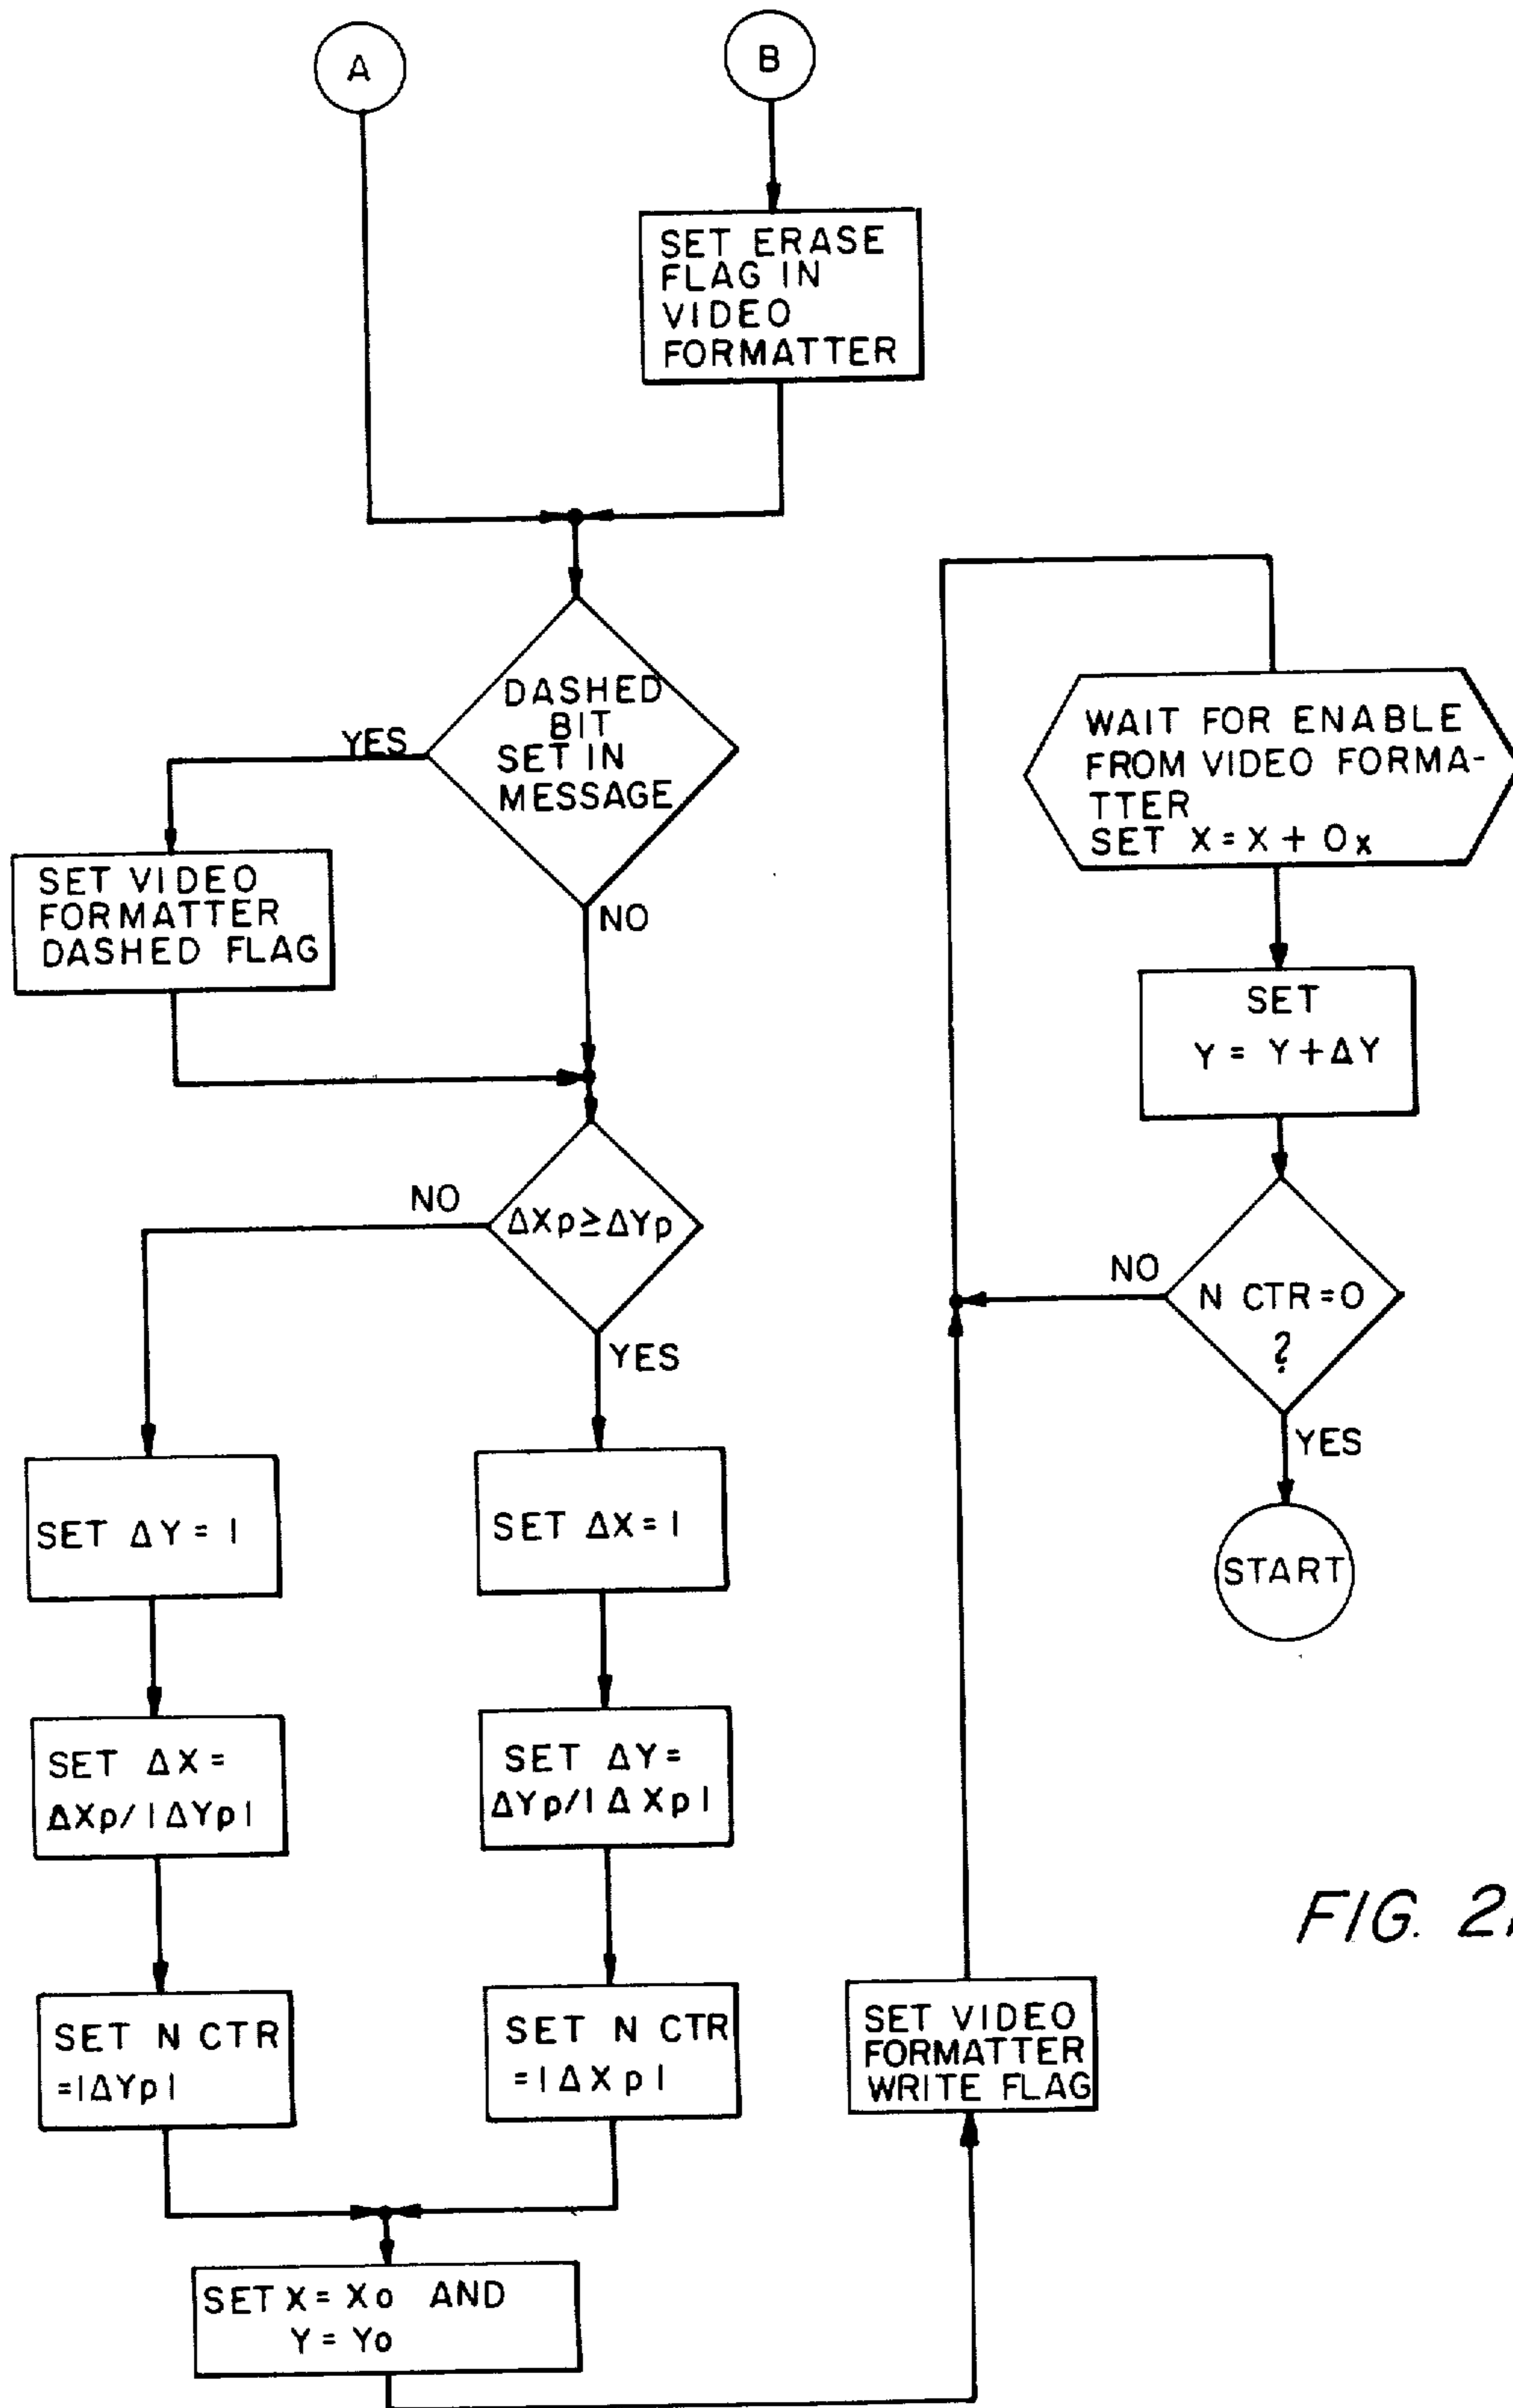 A
B
SET ERASE
FLAG IN
VIDEO
FORMATTER
DASHED
BIT
SET IN
MESSAGE
YES
NO
SET VIDEO
FORMATTER
DASHED FLAG
ΔXp≥ΔYp
NO
YES
SET ΔY = 1
SET ΔX = 1
SET ΔX =
ΔXp/|ΔYp|
SET ΔY =
ΔYp/|ΔXp|
SET N CTR
=|ΔYp|
SET N CTR
=|ΔXp|
SET X = Xo AND
Y = Yo
SET VIDEO
FORMATTER
WRITE FLAG
WAIT FOR ENABLE
FROM VIDEO FORMA-
TTER
SET X = X + Ox
SET
Y = Y + ΔY
N CTR = 0
?
NO
YES
START
FIG.